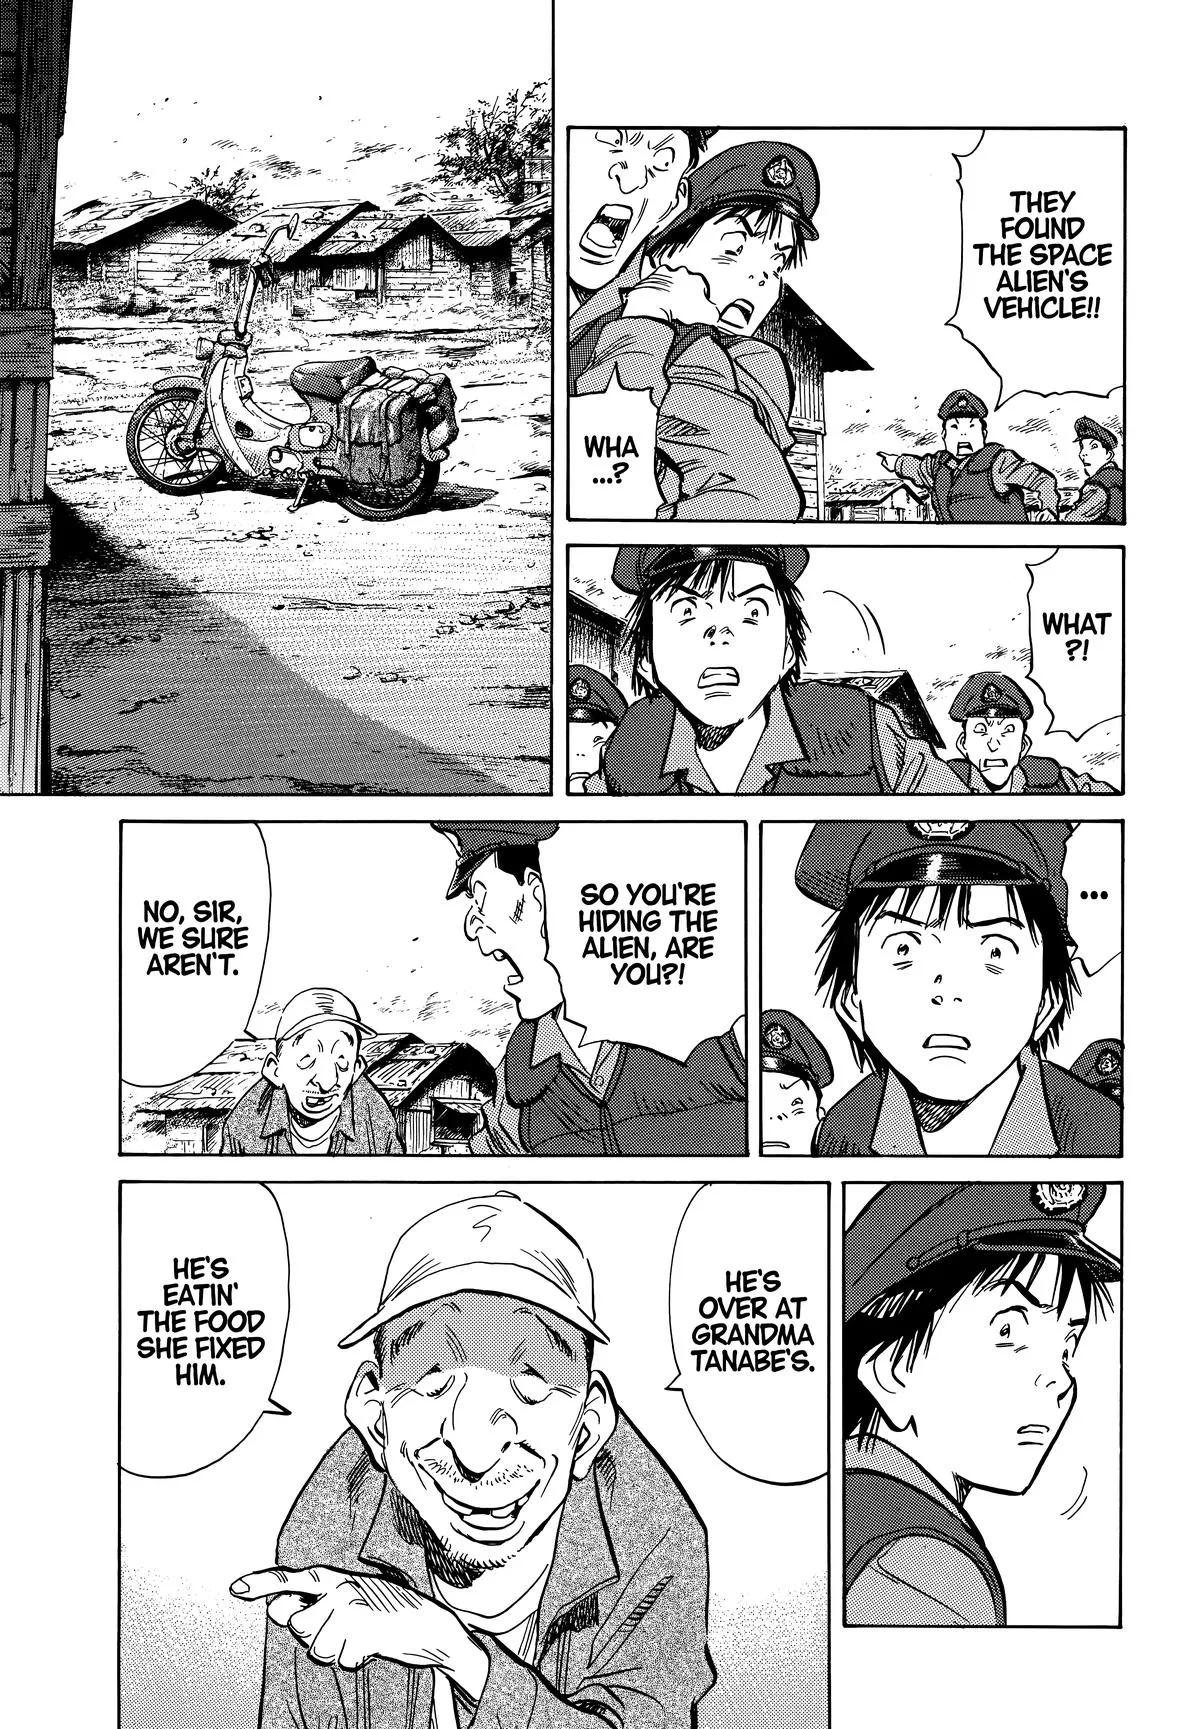 THEY
FOUND
THE SPACE
ALIEN'S
VEHICLE!!
WHA
...?
WHAT
?!
...
SO YOU'RE
HIDING THE
ALIEN, ARE
YOU?!
NO, SIR,
WE SURE
AREN'T.
HE'S
OVER AT
GRANDMA
TANABE'S.
HE'S
EATIN'
THE FOOD
SHE FIXED
HIM.